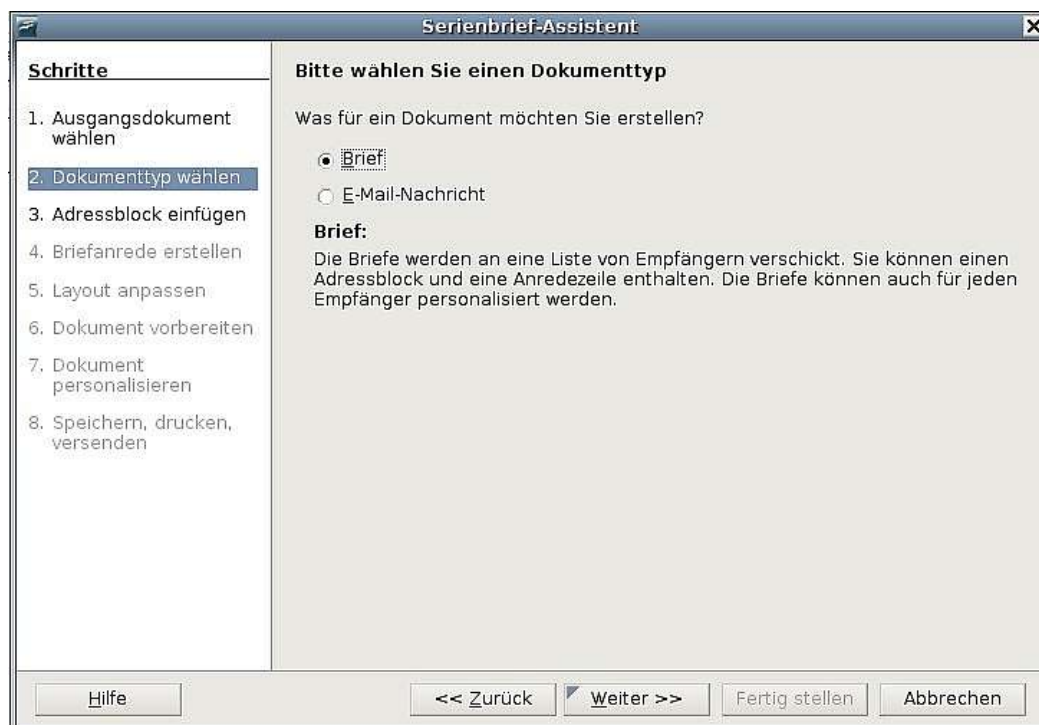 Serienbrief-Assistent
Schritte
1. Ausgangsdokument
wählen
2. Dokumenttyp wählen
3. Adressblock einfügen
4. Briefanrede erstellen
5. Layout anpassen
6. Dokument vorbereiten
7. Dokument
personalisieren
8. Speichern, drucken,
versenden
Bitte wählen Sie einen Dokumenttyp
Was für ein Dokument möchten Sie erstellen?
Brief
E-Mail-Nachricht
Brief:
Die Briefe werden an eine Liste von Empfängern verschickt. Sie können einen
Adressblock und eine Anredezeile enthalten. Die Briefe können auch für jeden
Empfänger personalisiert werden.
Hilfe
<< Zurück
Weiter >>
Fertig stellen
Abbrechen